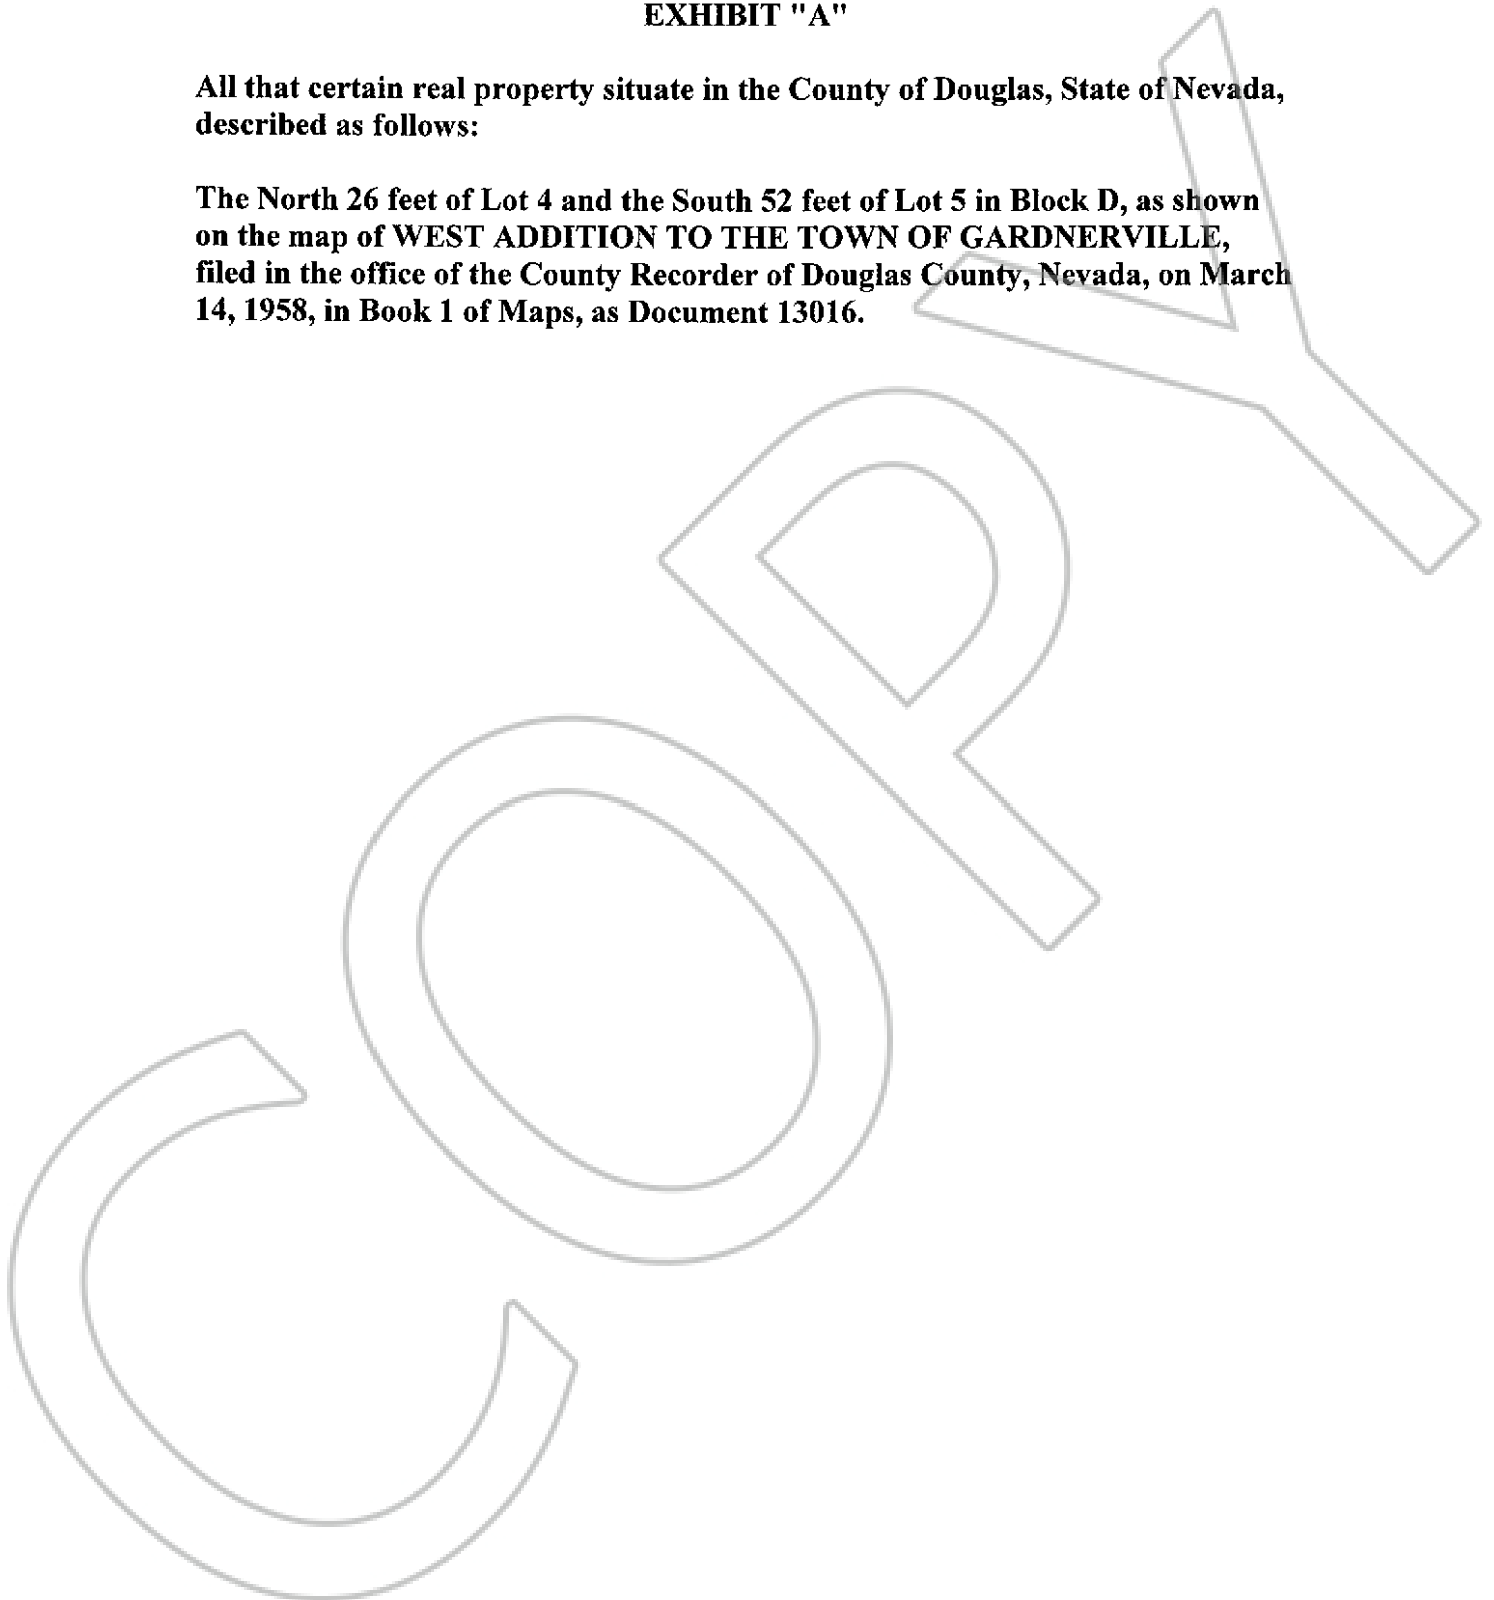 EXHIBIT "A"
All that certain real property situate in the County of Douglas, State of Nevada,
described as follows:
The North 26 feet of Lot 4 and the South 52 feet of Lot 5 in Block D, as shown
on the map of WEST ADDITION TO THE TOWN OF GARDNERVILLE,
filed in the office of the County Recorder of Douglas County, Nevada, on March
14, 1958, in Book 1 of Maps, as Document 13016.
COPY